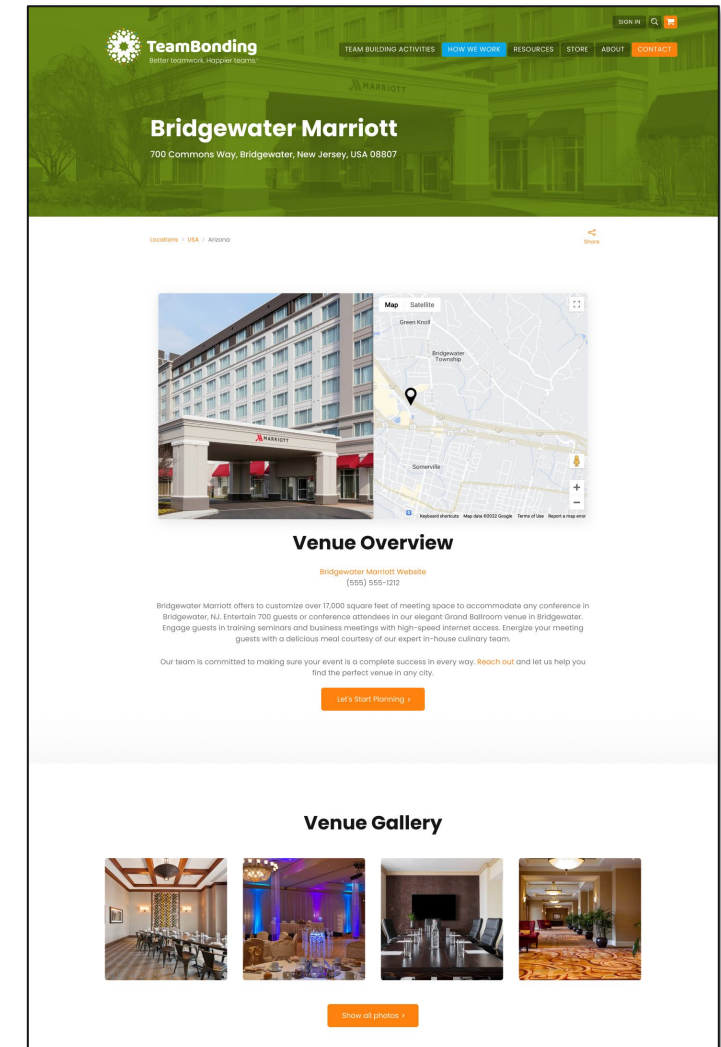 SIGN IN
TeamBonding
Better teamwork. Happier teams.
TEAM BUILDING ACTIVITIES HOW WE WORK RESOURCES STORE ABOUT CONTACT
MARRIOTT
Bridgewater Marriott
700 Commons Way, Bridgewater, New Jersey, USA 08807
Locations > USA > Arizona
Share
Map Satellite
Green Knoll
Bridgewater
Township
MARRIOTT
Somerville
Keyboard shortcuts Map data ©2022 Google Terms of Use Report a map error
Venue Overview
Bridgewater Marriott Website
(555) 555-1212
Bridgewater Marriott offers to customize over 17,000 square feet of meeting space to accommodate any conference in
Bridgewater, NJ. Entertain 700 guests or conference attendees in our elegant Grand Ballroom venue in Bridgewater.
Engage guests in training seminars and business meetings with high-speed internet access. Energize your meeting
guests with a delicious meal courtesy of our expert in-house culinary team.
Our team is committed to making sure your event is a complete success in every way. Reach out and let us help you
find the perfect venue in any city.
Let's Start Planning >
Venue Gallery
Show all photos >